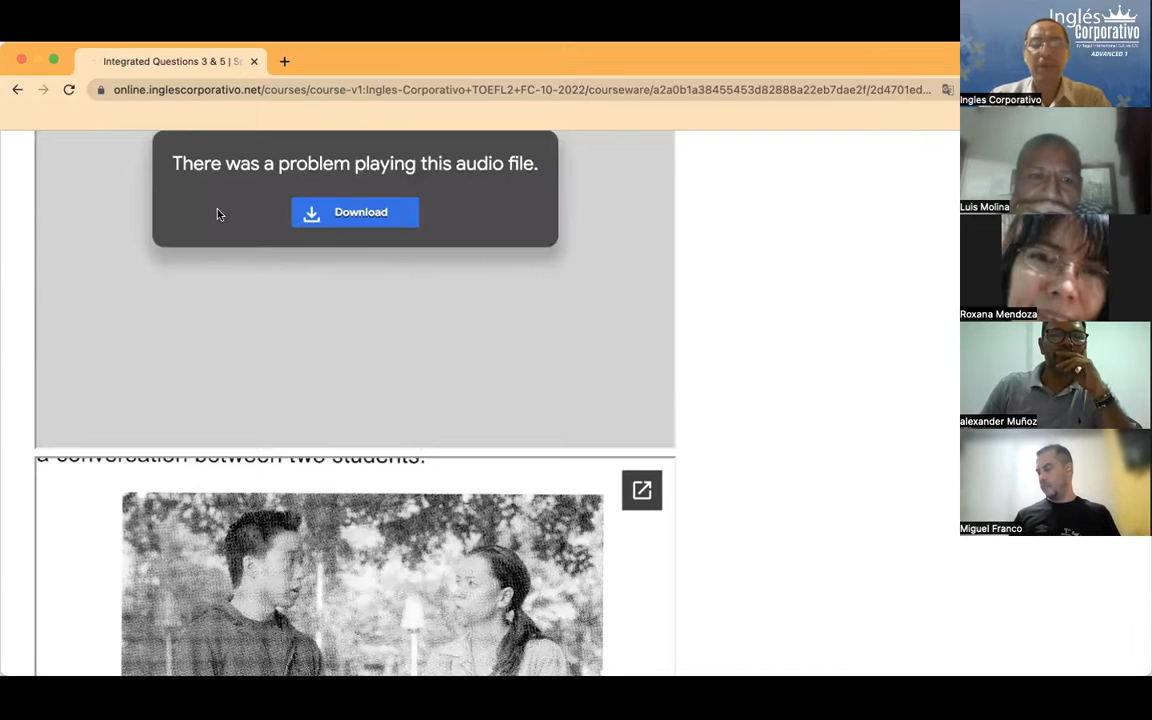 Integrated Questions 3 & 5 | S
online.inglescorporativo.net/courses/course-v1:Ingles-Corporativo+TOEFL2+FC-10-2022/courseware/a2a0b1a38455453d82888a22eb7dae2f/2d4701ed...
There was a problem playing this audio file.
Download
a conversation between two students.
Inglés
Corporativo
ADVANCED 1
Ingles Corporativo
Luis Molina
Roxana Mendoza
alexander Muñoz
Miguel Franco